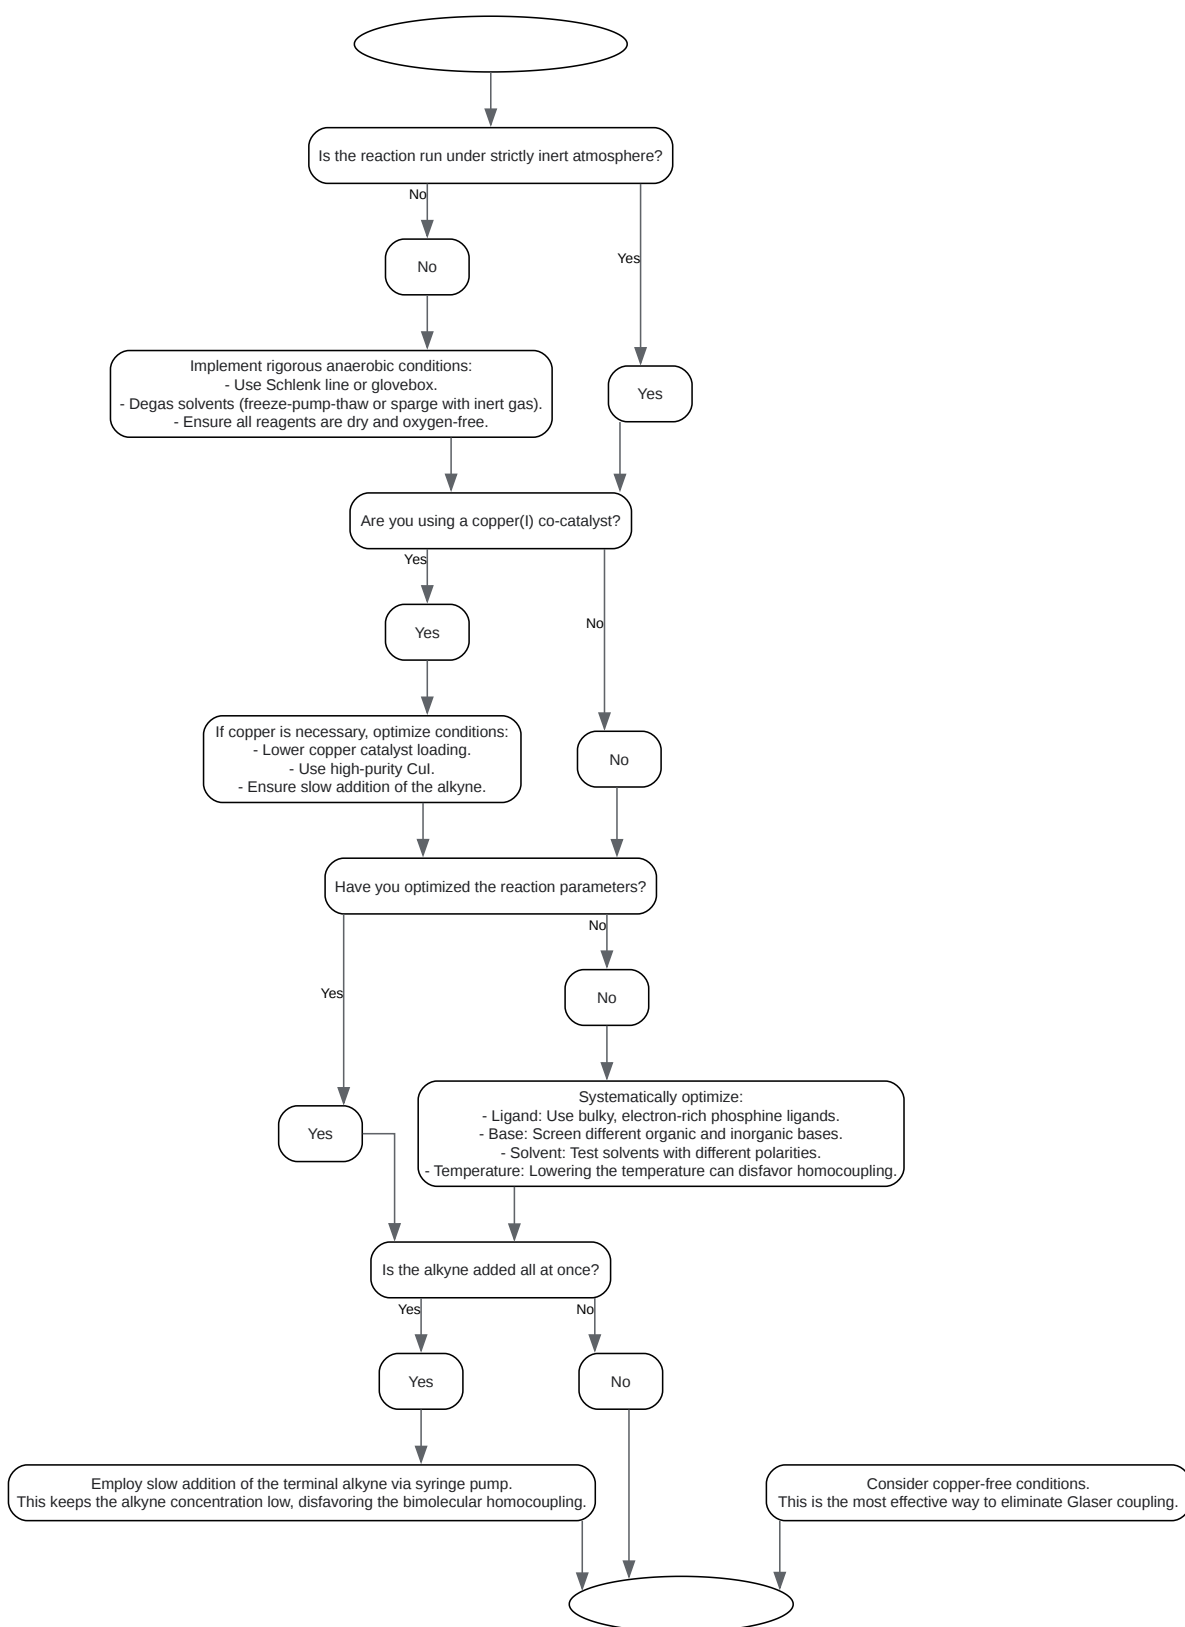 Is the reaction run under strictly inert atmosphere?
No
Yes
No
Implement rigorous anaerobic conditions:
- Use Schlenk line or glovebox.
- Degas solvents (freeze-pump-thaw or sparge with inert gas).
- Ensure all reagents are dry and oxygen-free.
Yes
Are you using a copper(I) co-catalyst?
Yes
No
Yes
If copper is necessary, optimize conditions:
- Lower copper catalyst loading.
- Use high-purity CuI.
- Ensure slow addition of the alkyne.
No
Have you optimized the reaction parameters?
No
Yes
No
Systematically optimize:
- Ligand: Use bulky, electron-rich phosphine ligands.
- Base: Screen different organic and inorganic bases.
- Solvent: Test solvents with different polarities.
- Temperature: Lowering the temperature can disfavor homocoupling.
Yes
Is the alkyne added all at once?
Yes
No
Yes
No
Employ slow addition of the terminal alkyne via syringe pump.
This keeps the alkyne concentration low, disfavoring the bimolecular homocoupling.
Consider copper-free conditions.
This is the most effective way to eliminate Glaser coupling.